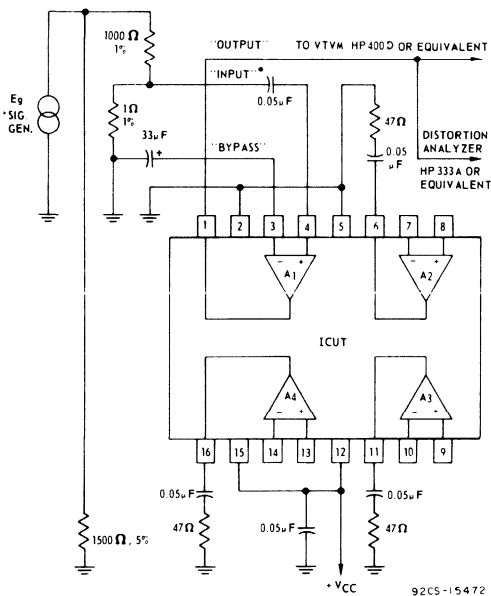 1000 Ω
1%
"OUTPUT"
TO VTVM HP400D OR EQUIVALENT
"INPUT"*
0.05μF
Eg
*SIG.
GEN.
1Ω
1%
33μF
+
"BYPASS"
47Ω
0.05
μF
DISTORTION
ANALYZER
HP333A OR
EQUIVALENT
1 2 3 4 5 6 7 8
- + - +
A1 A2
ICUT
A4 A3
- + - +
16 15 14 13 12 11 10 9
0.05μF
47Ω
0.05μF
0.05μF
47Ω
1500Ω, 5%
+VCC
92CS-15472